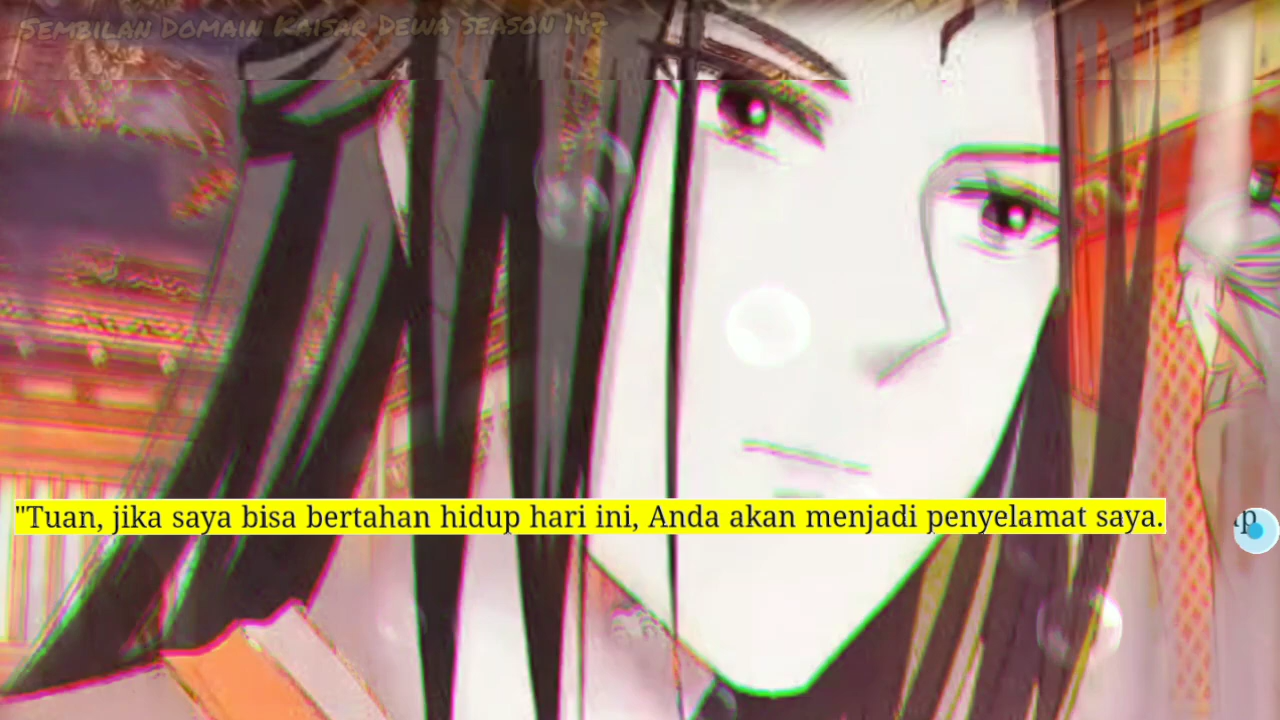 Sembilan Domain Kaisar Dewa season 147
"Tuan, jika saya bisa bertahan hidup hari ini, Anda akan menjadi penyelamat saya.